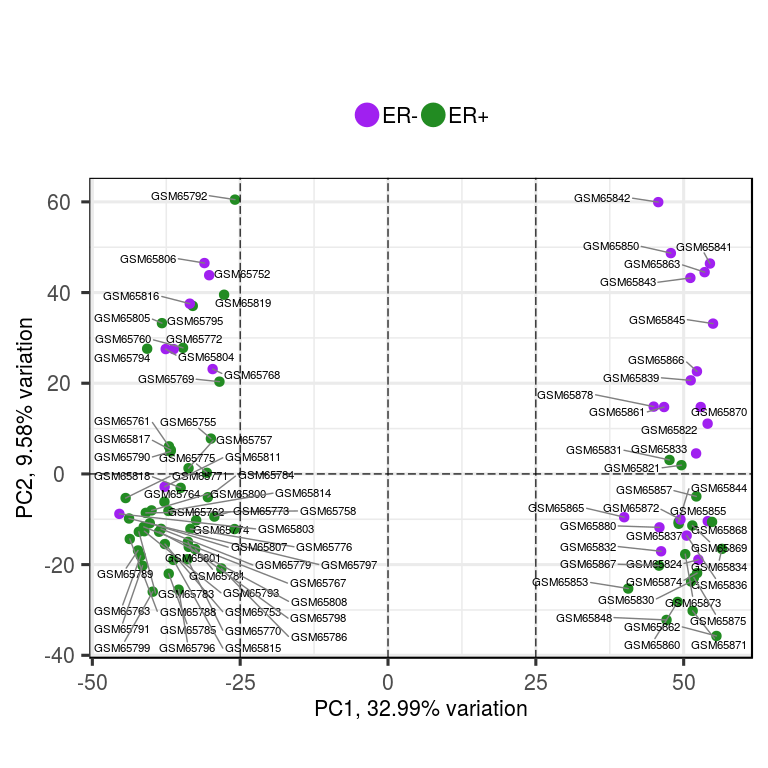 ER- ER+
GSM65792 GSM65842
GSM65850 GSM65841
GSM65806 GSM65863
GSM65752 GSM65843
GSM65816 GSM65819
GSM65805 GSM65795 GSM65845
GSM65760 GSM65772
GSM65794 GSM65804 GSM65866
GSM65769 GSM65768 GSM65839
GSM65878
GSM65861 GSM65870
GSM65761 GSM65755 GSM65822
GSM65817 GSM65757
GSM65790 GSM65775 GSM65811 GSM65831 GSM65833
GSM65821
GSM65818 GSM65771 GSM65784
GSM65764 GSM65800 GSM65814 GSM65857 GSM65844
GSM65762 GSM65773 GSM65758 GSM65865 GSM65872 GSM65855
GSM65774 GSM65803 GSM65880 GSM65837 GSM65868
GSM65807 GSM65776 GSM65832 GSM65869
GSM65801 GSM65779 GSM65797 GSM65867 GSM65824 GSM65834
GSM65789 GSM65781 GSM65767 GSM65853 GSM65874 GSM65836
GSM65783 GSM65793 GSM65808 GSM65830 GSM65873
GSM65763 GSM65788 GSM65753 GSM65798 GSM65848 GSM65875
GSM65791 GSM65785 GSM65770 GSM65786 GSM65862
GSM65799 GSM65796 GSM65815 GSM65860 GSM65871
60
40
20
0
-20
-40
PC2, 9.58% variation
-50 -25 0 25 50
PC1, 32.99% variation